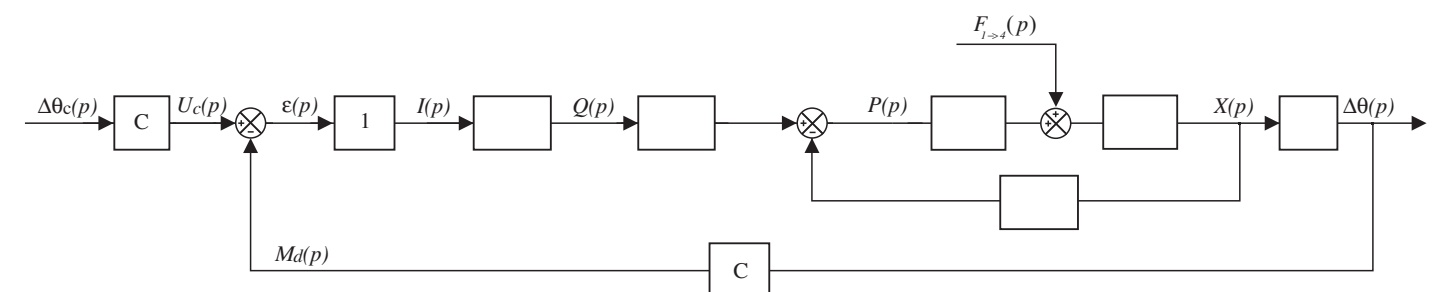 F1->4(p)
Δθc(p)
C
Uc(p)
+
-
ε(p)
1
I(p)
Q(p)
+
-
P(p)
+
+
X(p)
Δθ(p)
Md(p)
C